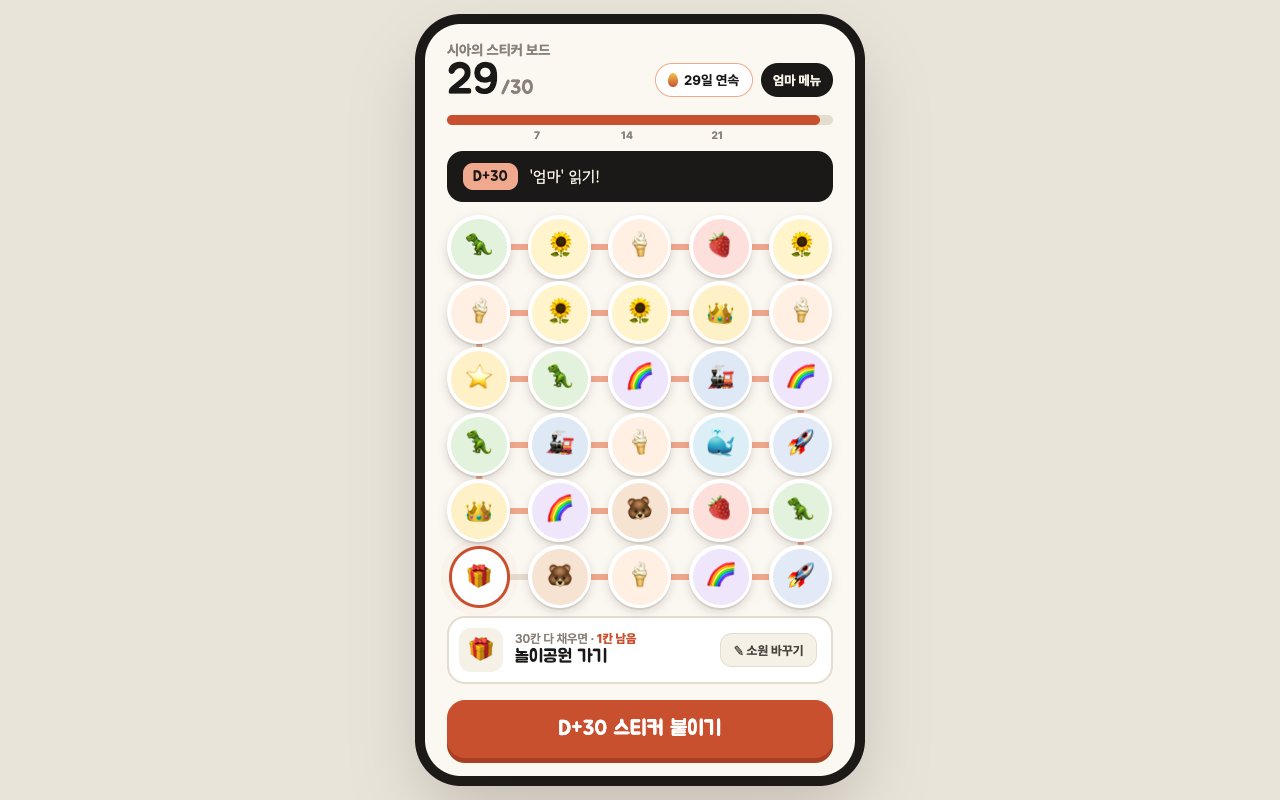 시아의 스티커 보드
29/30
29일 연속
엄마 메뉴
7 14 21
D+30 '엄마' 읽기!
30칸 다 채우면 · 1칸 남음
놀이공원 가기
✎ 소원 바꾸기
D+30 스티커 붙이기